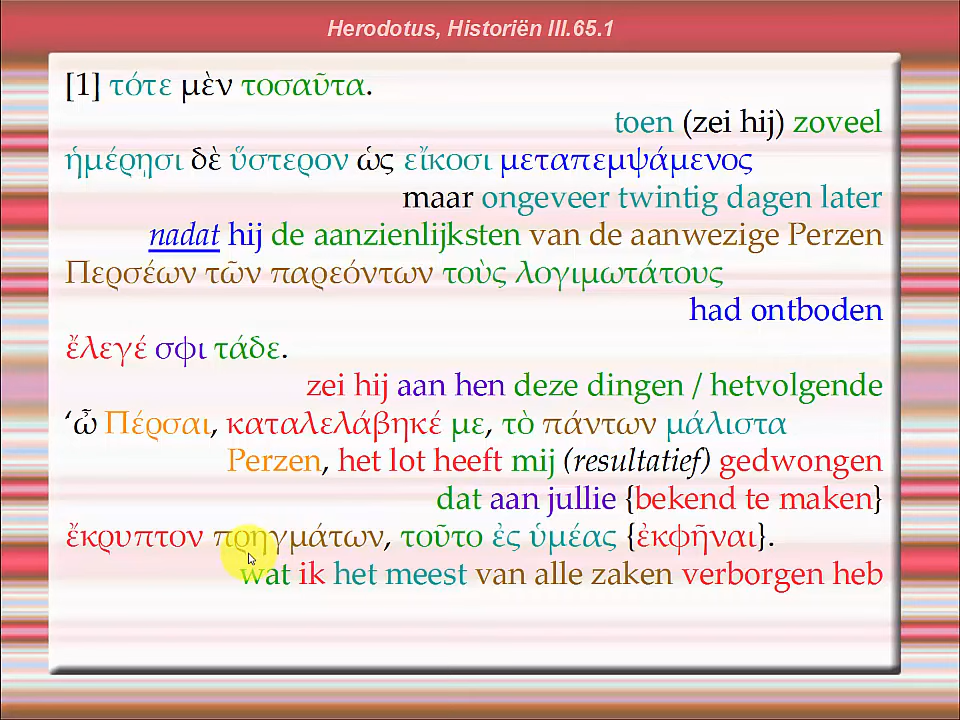 Herodotus, Historiën III.65.1
[1] τότε μὲν τοσαῦτα.
toen (zei hij) zoveel
ἡμέρῃσι δὲ ὕστερον ὡς εἴκοσι μεταπεμψάμενος
maar ongeveer twintig dagen later
nadat hij de aanzienlijksten van de aanwezige Perzen
Περσέων τῶν παρεόντων τοὺς λογιμωτάτους
had ontboden
ἔλεγέ σφι τάδε.
zei hij aan hen deze dingen / hetvolgende
‘ὦ Πέρσαι, καταλελάβηκέ με, τὸ πάντων μάλιστα
Perzen, het lot heeft mij (resultatief) gedwongen
dat aan jullie {bekend te maken}
ἔκρυπτον πρηγμάτων, τοῦτο ἐς ὑμέας {ἐκφῆναι}.
wat ik het meest van alle zaken verborgen heb